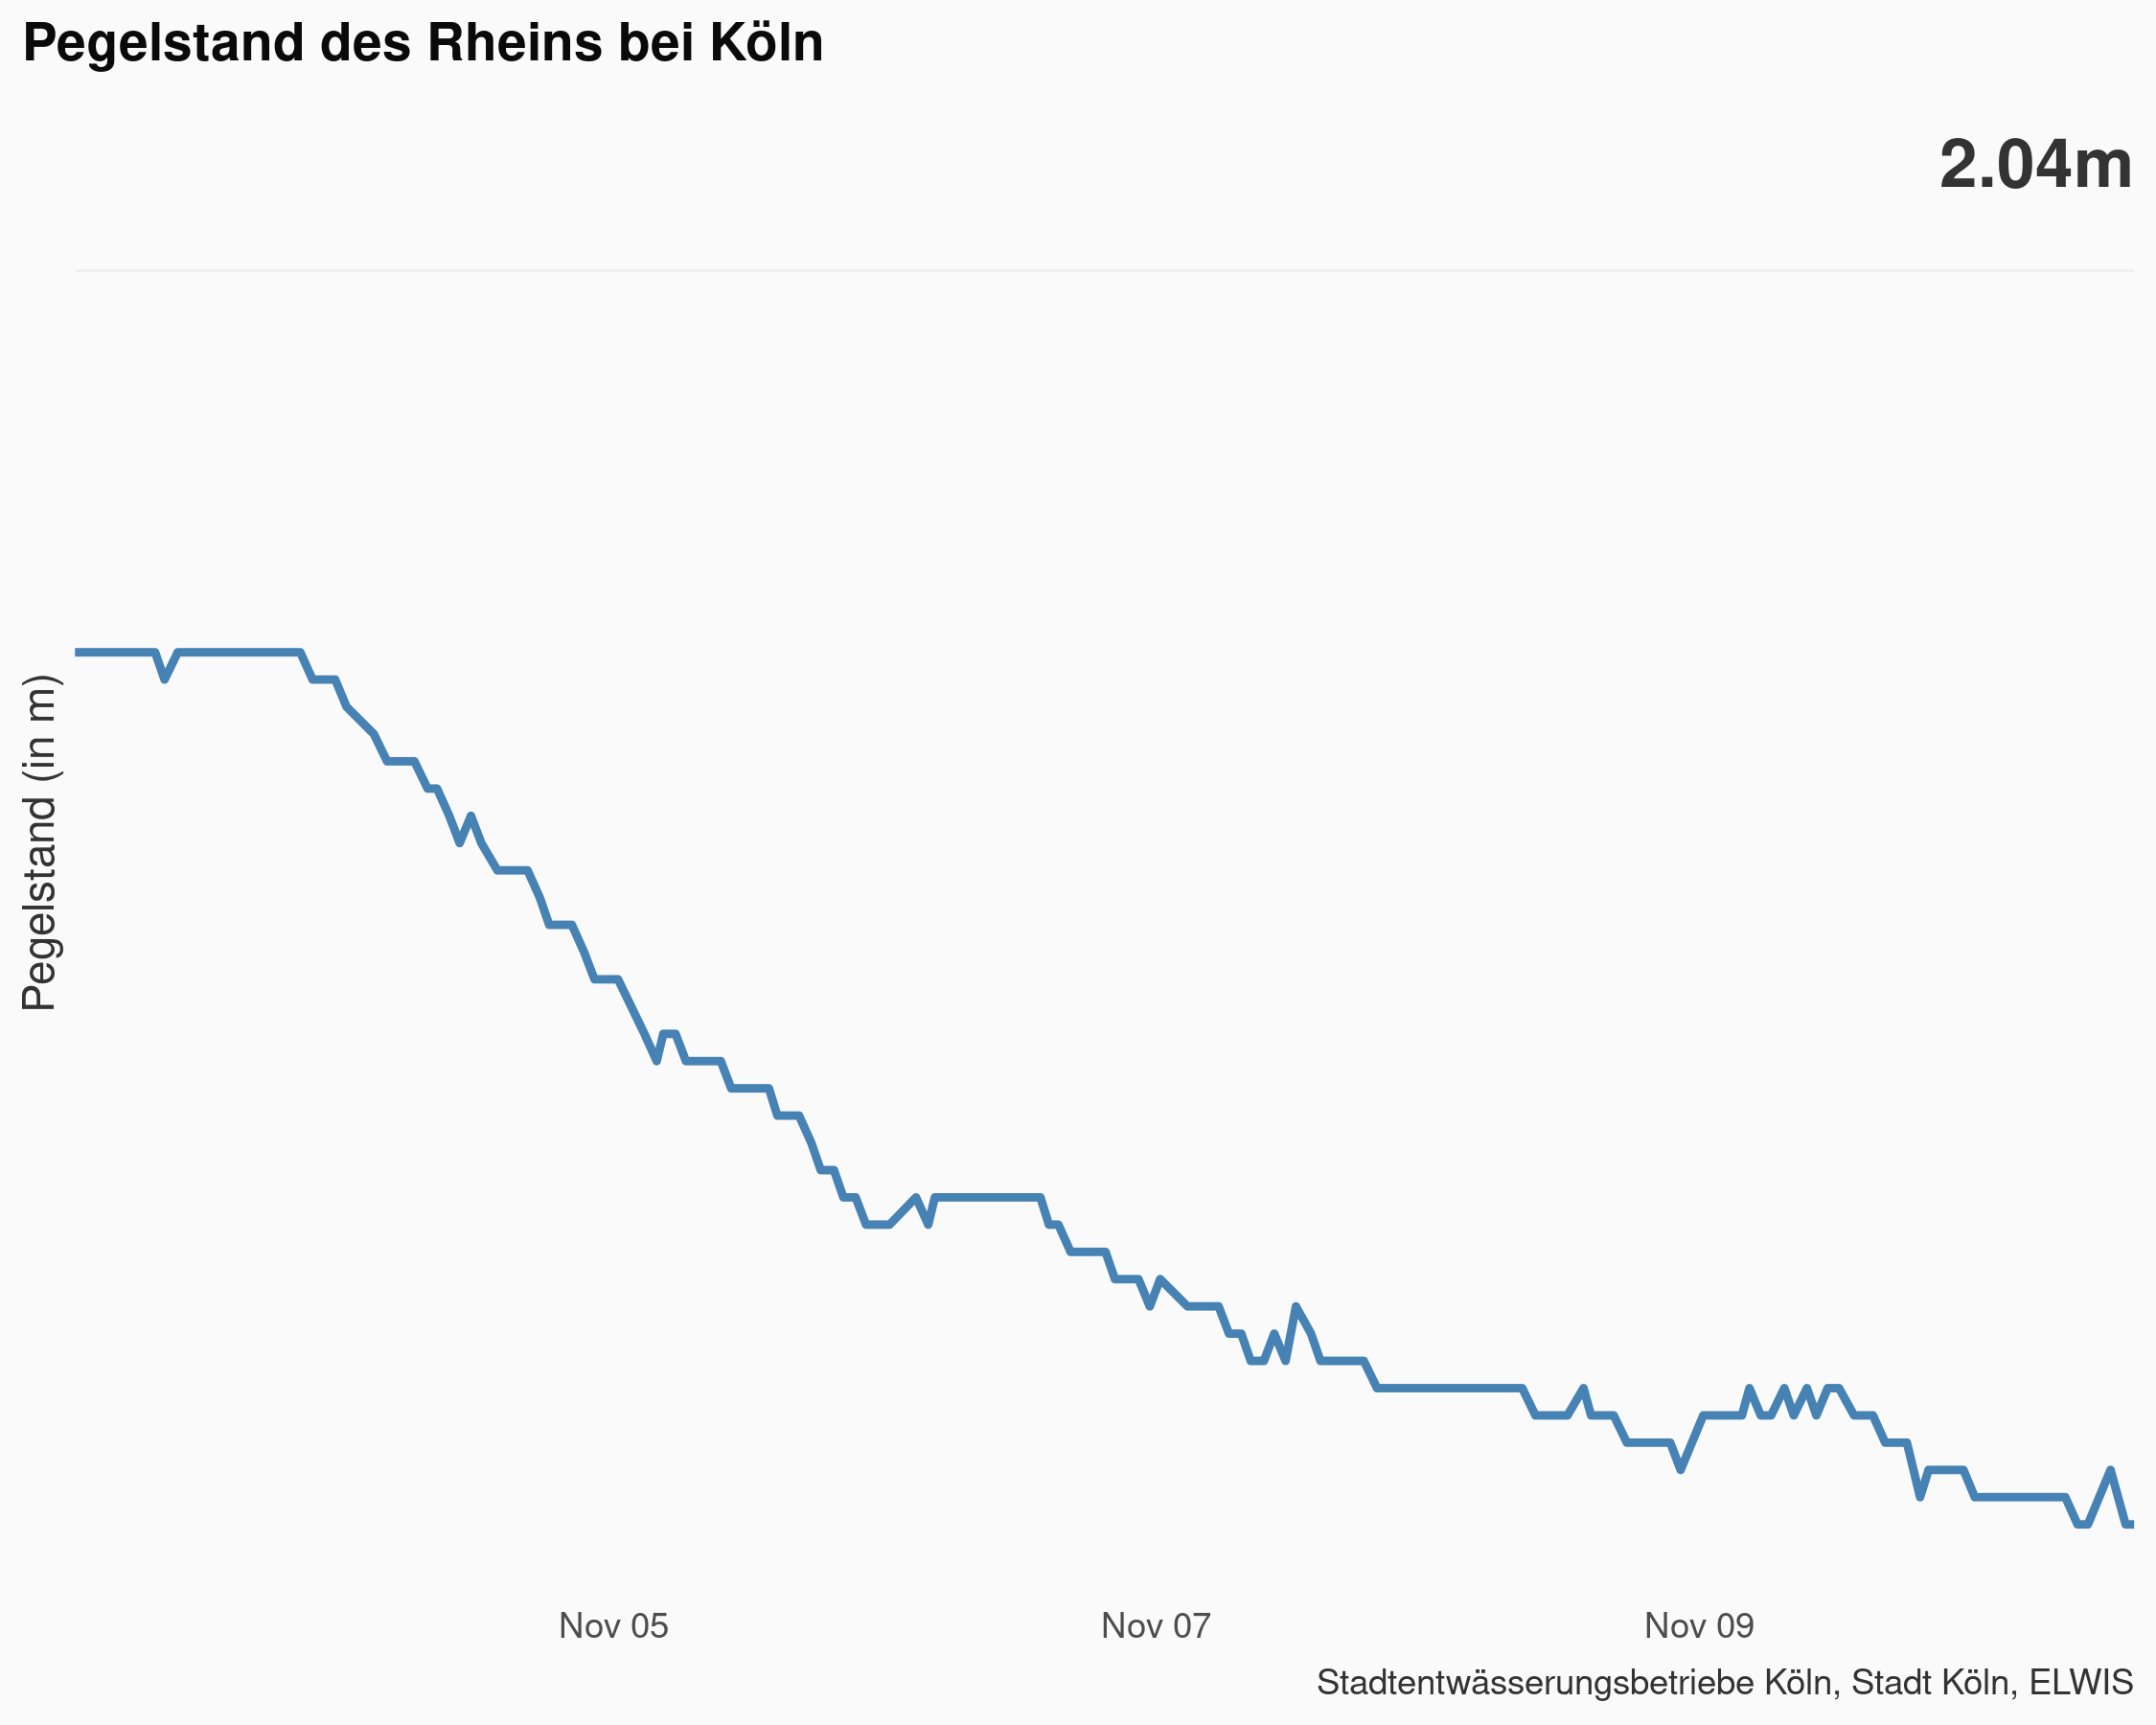 Pegelstand des Rheins bei Köln
2.04m
Pegelstand (in m)
Nov 05
Nov 07
Nov 09
Stadtentwässerungsbetriebe Köln, Stadt Köln, ELWIS